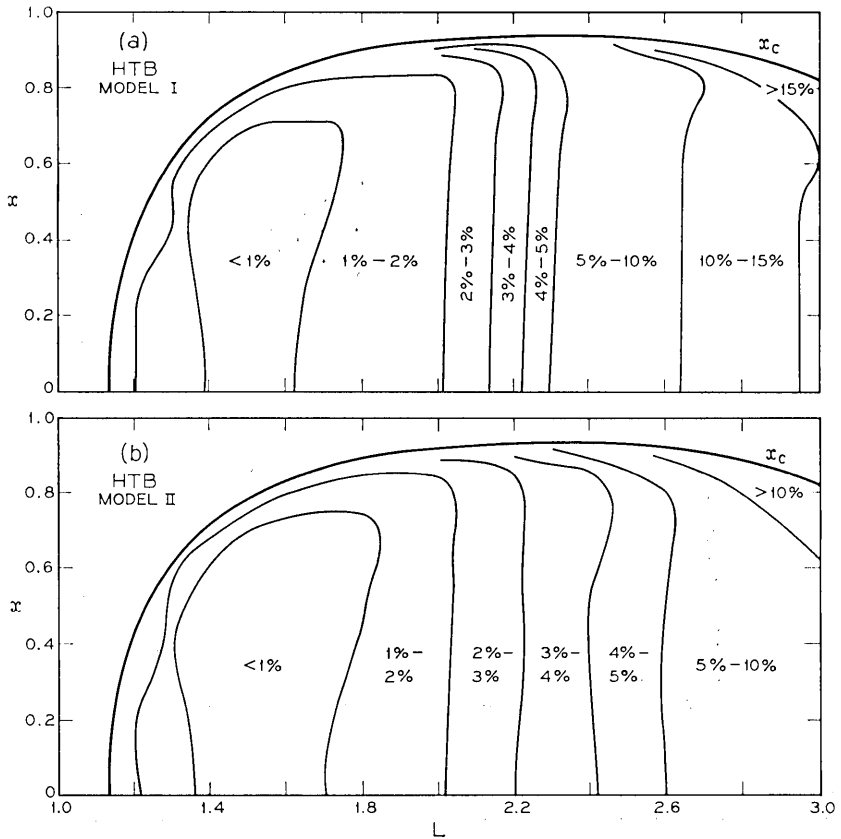 1.0
(a)
HTB
MODEL I
x_c
>15%
0.8
0.6
x
0.4
<1%
1%-2%
2%-3%
3%-4%
4%-5%
5%-10%
10%-15%
0.2
0
1.0
(b)
HTB
MODEL II
x_c
>10%
0.8
0.6
x
0.4
<1%
1%-
2%
2%-
3%
3%-
4%
4%-
5%
5%-10%
0.2
0
1.0 1.4 1.8 2.2 2.6 3.0
L